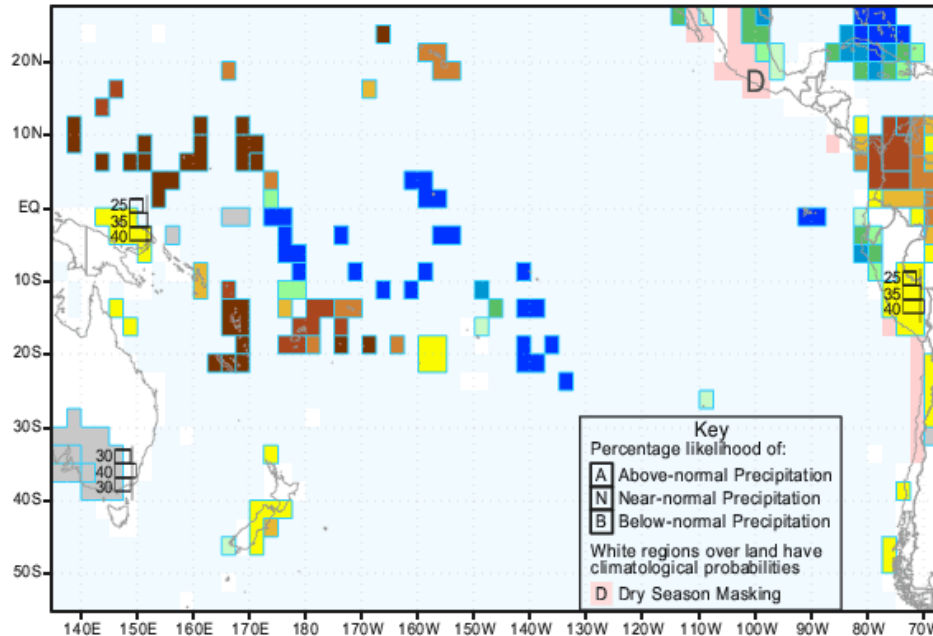 20N
10N
EQ
10S
20S
30S
40S
50S
D
25
35
40
25
35
40
30
40
30
Key
Percentage likelihood of:
A Above-normal Precipitation
N Near-normal Precipitation
B Below-normal Precipitation
White regions over land have
climatological probabilities
D Dry Season Masking
140E 150E 160E 170E 180 170W 160W 150W 140W 130W 120W 110W 100W 90W 80W 70W